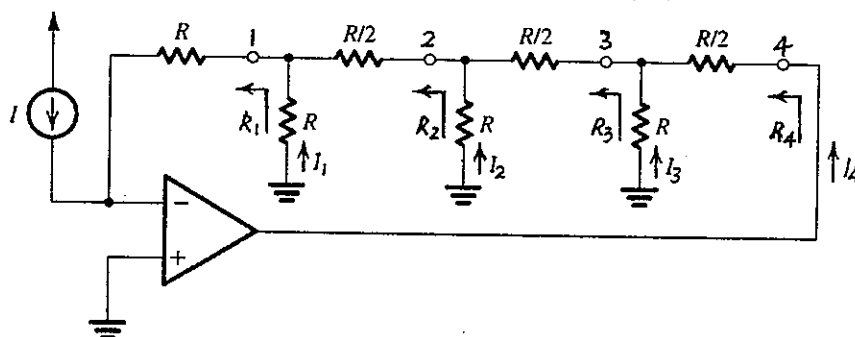 R 1 R/2 2 R/2 3 R/2 4
I R₁ R R₂ R R₃ R R₄
I₁ I₂ I₃ I₄
−
+